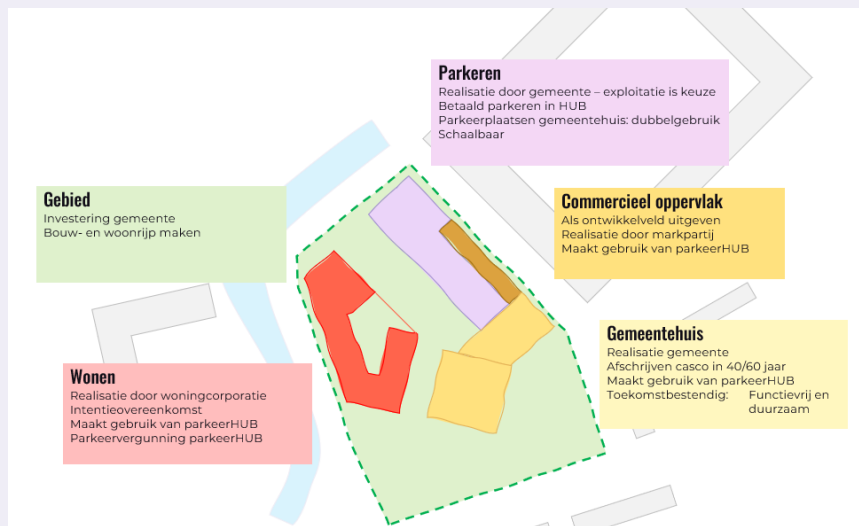 Parkeren
Realisatie door gemeente – exploitatie is keuze
Betaald parkeren in HUB
Parkeerplaatsen gemeentehuis: dubbelgebruik
Schaalbaar
Gebied
Investering gemeente
Bouw- en woonrijp maken
Commercieel oppervlak
Als ontwikkelveld uitgeven
Realisatie door markpartij
Maakt gebruik van parkeerHUB
Gemeentehuis
Realisatie gemeente
Afschrijven casco in 40/60 jaar
Maakt gebruik van parkeerHUB
Toekomstbestendig: Functievrij en
duurzaam
Wonen
Realisatie door woningcorporatie
Intentieovereenkomst
Maakt gebruik van parkeerHUB
Parkeervergunning parkeerHUB